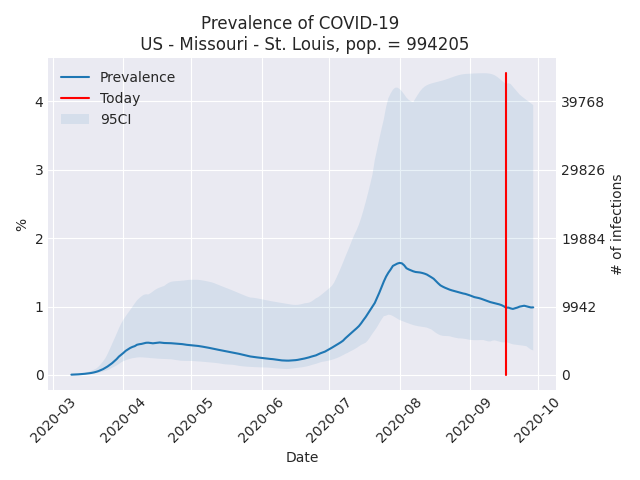 Prevalence of COVID-19
US - Missouri - St. Louis, pop. = 994205
Prevalence
Today
95CI
%
4
3
2
1
0
39768
29826
19884
9942
0
# of infections
2020-03
2020-04
2020-05
2020-06
2020-07
2020-08
2020-09
2020-10
Date